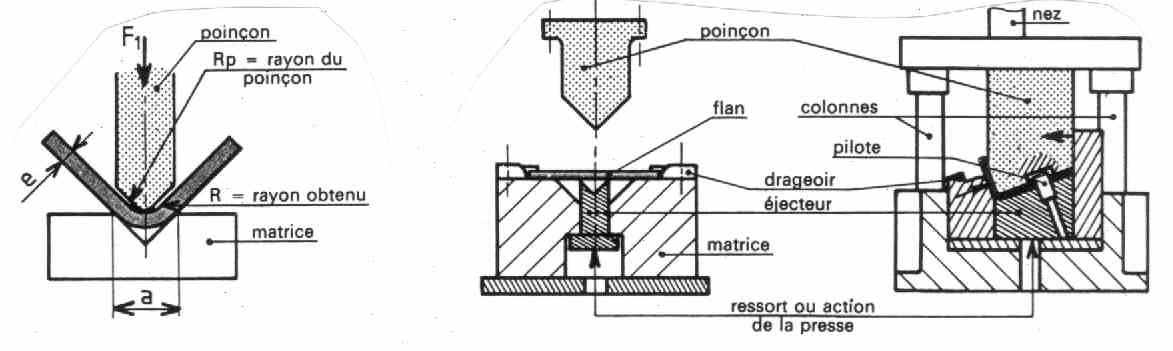 F1
poinçon
Rp = rayon du
poinçon
e
R = rayon obtenu
matrice
a
poinçon
flan
drageoir
éjecteur
matrice
ressort ou action
de la presse
nez
colonnes
pilote